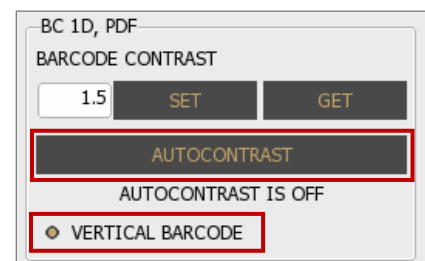 BC 1D, PDF
BARCODE CONTRAST
1.5 SET GET
AUTOCONTRAST
AUTOCONTRAST IS OFF
VERTICAL BARCODE